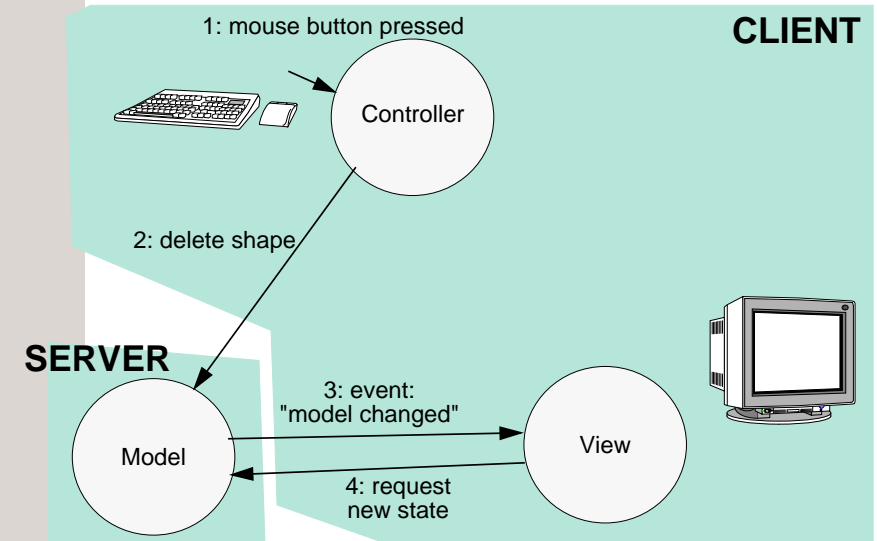 1: mouse button pressed
CLIENT
Controller
2: delete shape
SERVER
3: event:
"model changed"
Model
View
4: request
new state